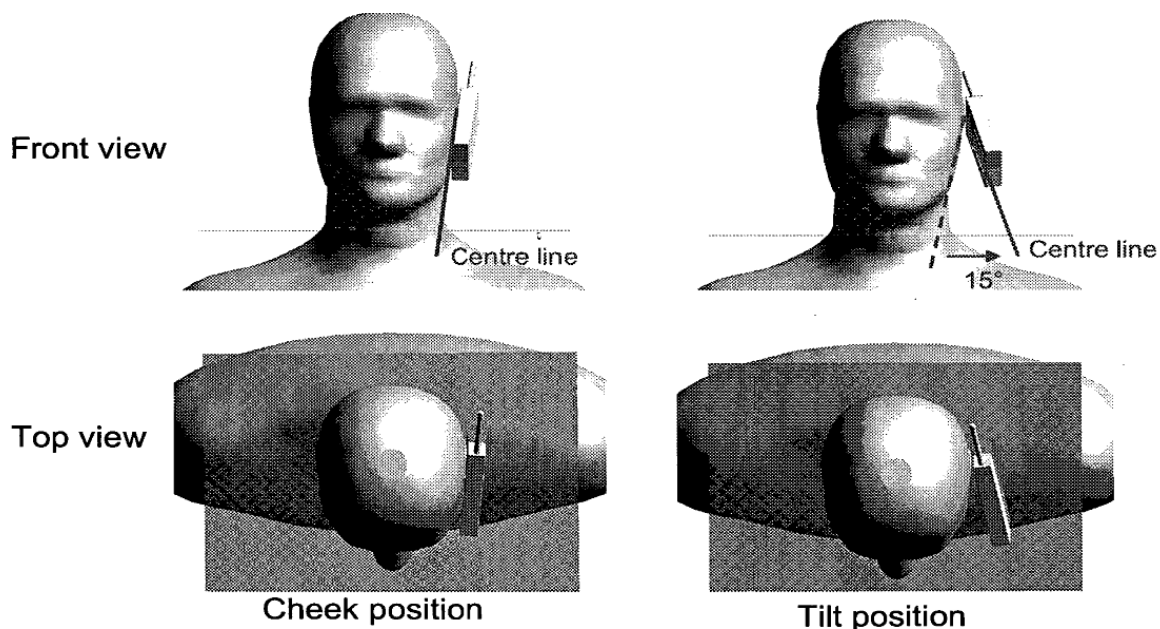 Front view
Centre line
Centre line
15°
Top view
Cheek position
Tilt position